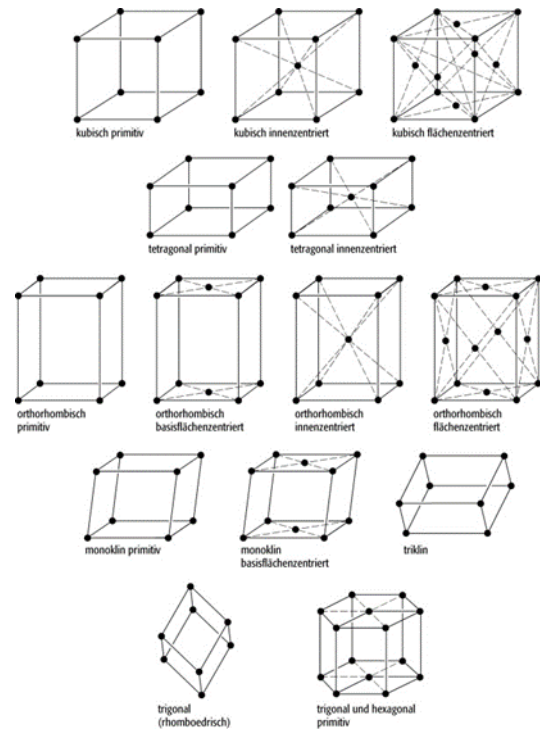 kubisch primitiv
kubisch innenzentriert
kubisch flächenzentriert
tetragonal primitiv
tetragonal innenzentriert
orthorhombisch
primitiv
orthorhombisch
basisflächenzentriert
orthorhombisch
innenzentriert
orthorhombisch
flächenzentriert
monoklin primitiv
monoklin
basisflächenzentriert
triklin
trigonal
(rhomboedrisch)
trigonal und hexagonal
primitiv